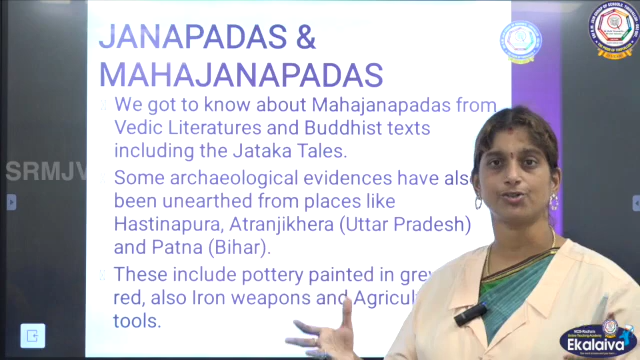 JANAPADAS &
MAHAJANAPADAS
We got to know about Mahajanapadas from
Vedic Literatures and Buddhist texts
including the Jataka Tales.
Some archaeological evidences have
been unearthed from places like
Hastinapura, Atranjikhera (Uttar Pradesh)
and Patna (Bihar).
These include pottery painted in
red, also Iron weapons and
tools.
SRMJV
Ekalaiva